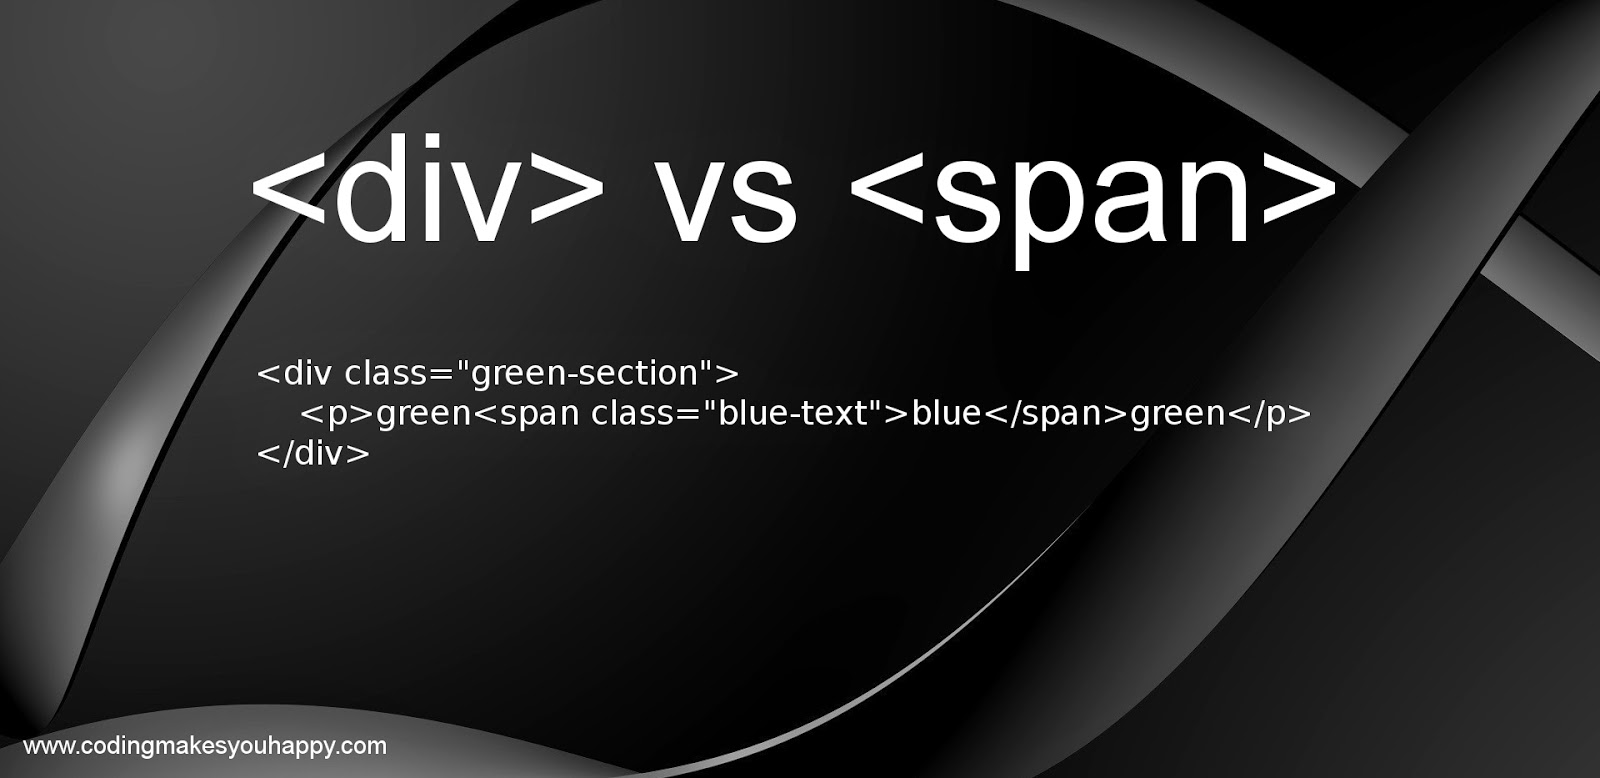 <div> vs <span>
<div class="green-section">
<p>green<span class="blue-text">blue</span>green</p>
</div>
www.codingmakesyouhappy.com